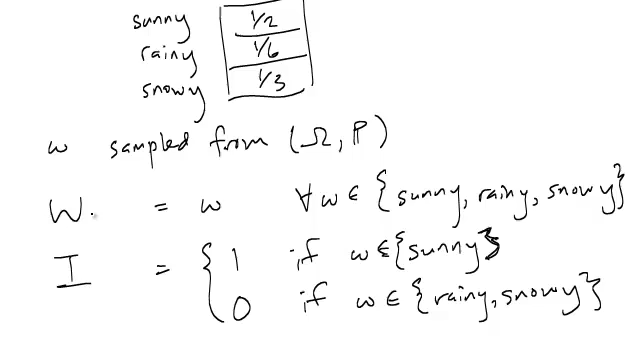 sunny 1/2
rainy 1/6
snowy 1/3
ω sampled from (Ω, P)
W. = ω ∀ω ∈ {sunny, rainy, snowy}
I = { 1 if ω ∈ {sunny}
0 if ω ∈ {rainy, snowy}